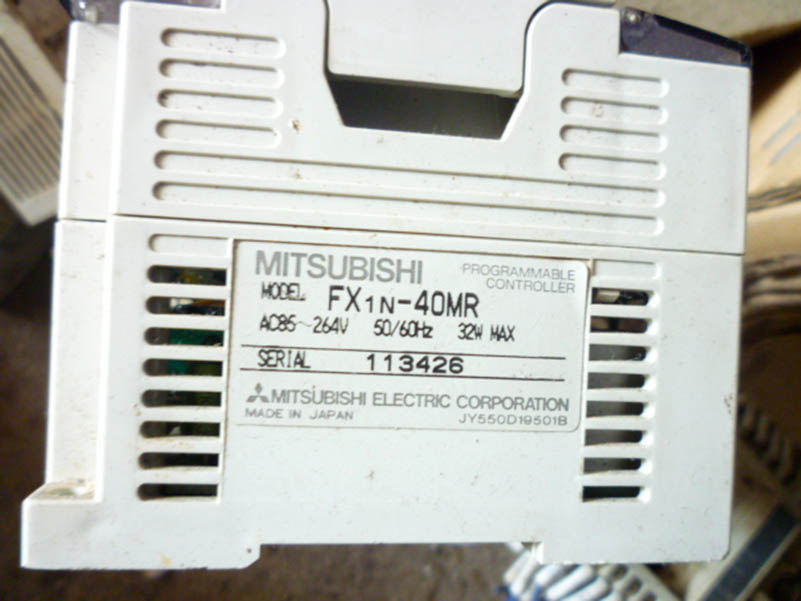 MITSUBISHI
PROGRAMMABLE
CONTROLLER
MODEL FX1N-40MR
AC85~264V 50/60Hz 32W MAX
SERIAL 113426
MITSUBISHI ELECTRIC CORPORATION
MADE IN JAPAN JY550D19501B